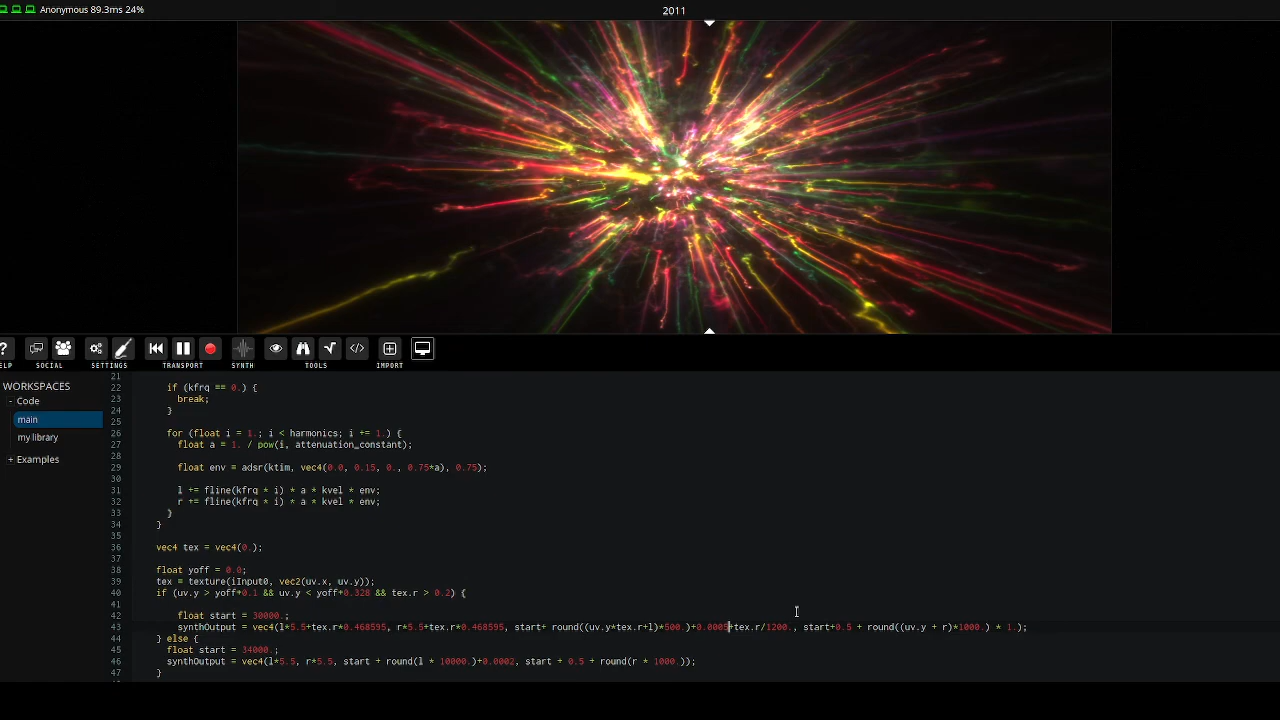 Anonymous 89.3ms 24%
2011
ELP SOCIAL SETTINGS TRANSPORT SYNTH TOOLS IMPORT
WORKSPACES
- Code
main
my library
+ Examples
21
22 if (kfrq == 0.) {
23 break;
24 }
25
26 for (float i = 1.; i < harmonics; i += 1.) {
27 float a = 1. / pow(i, attenuation_constant);
28
29 float env = adsr(ktim, vec4(0.0, 0.15, 0., 0.75*a), 0.75);
30
31 l += fline(kfrq * i) * a * kvel * env;
32 r += fline(kfrq * i) * a * kvel * env;
33 }
34 }
35
36 vec4 tex = vec4(0.);
37
38 float yoff = 0.0;
39 tex = texture(iInput0, vec2(uv.x, uv.y));
40 if (uv.y > yoff+0.1 && uv.y < yoff+0.328 && tex.r > 0.2) {
41
42 float start = 30000.;
43 synthOutput = vec4(l*5.5+tex.r*0.468595, r*5.5+tex.r*0.468595, start+ round((uv.y*tex.r+l)*500.)+0.0005+tex.r/1200., start+0.5 + round((uv.y + r)*1000.) * 1.);
44 } else {
45 float start = 34000.;
46 synthOutput = vec4(l*5.5, r*5.5, start + round(l * 10000.)+0.0002, start + 0.5 + round(r * 1000.));
47 }